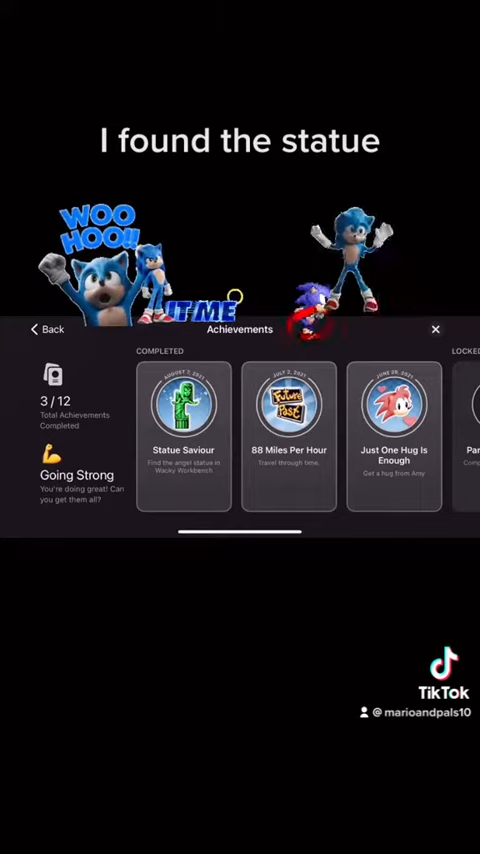 I found the statue
WOO
HOO!!
IT ME
Back
Achievements
COMPLETED
LOCKED
3 / 12
Total Achievements
Completed
Going Strong
You're doing great! Can
you get them all?
AUGUST 7, 2021
Statue Saviour
Find the angel statue in
Wacky Workbench
JULY 2, 2021
Future
Past
88 Miles Per Hour
Travel through time.
JUNE 20, 2021
Just One Hug Is
Enough
Get a hug from Amy
TikTok
@marioandpals10